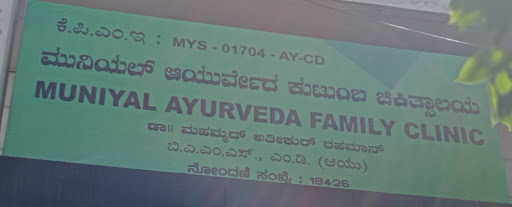 ಕೆ.ಪಿ.ಎಂ.ಇ : MYS - 01704 -AY-CD
ಮುನಿಯಲ್ ಆಯುರ್ವೇದ ಕುಟುಂಬ ಚಿಕಿತ್ಸಾಲಯ
MUNIYAL AYURVEDA FAMILY CLINIC
ಡಾ॥ ಮಹಮ್ಮದ್ ಅತೀಕುರ್ ರಹಮಾನ್
ಬಿ.ಎ.ಎಂ.ಎಸ್., ಎಂ.ಡಿ. (ಆಯು)
ನೋಂದಣಿ ಸಂಖ್ಯೆ : 18426